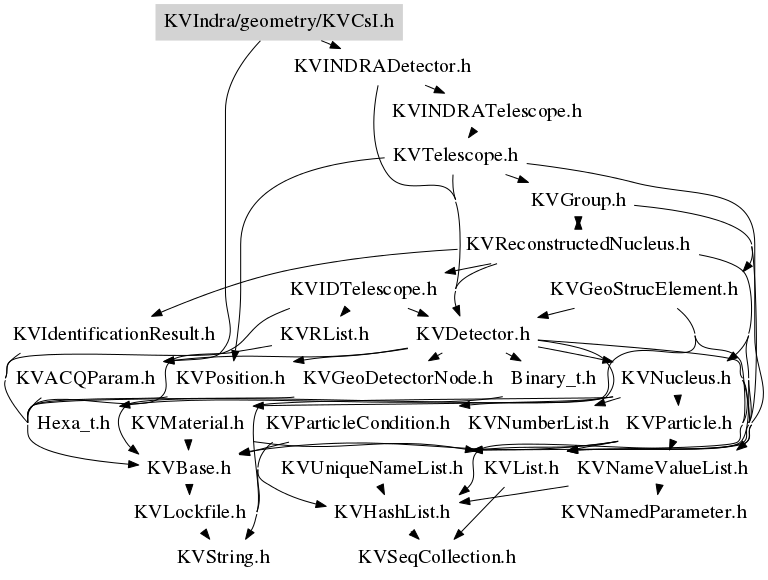 KVIndra/geometry/KVCsI.h
KVINDRADetector.h
KVINDRATelescope.h
KVTelescope.h
KVGroup.h
KVReconstructedNucleus.h
KVIDTelescope.h
KVGeoStrucElement.h
KVIdentificationResult.h
KVRList.h
KVDetector.h
KVACQParam.h
KVPosition.h
KVGeoDetectorNode.h
Binary_t.h
KVNucleus.h
Hexa_t.h
KVMaterial.h
KVParticleCondition.h
KVNumberList.h
KVParticle.h
KVBase.h
KVUniqueNameList.h
KVList.h
KVNameValueList.h
KVLockfile.h
KVHashList.h
KVNamedParameter.h
KVString.h
KVSeqCollection.h